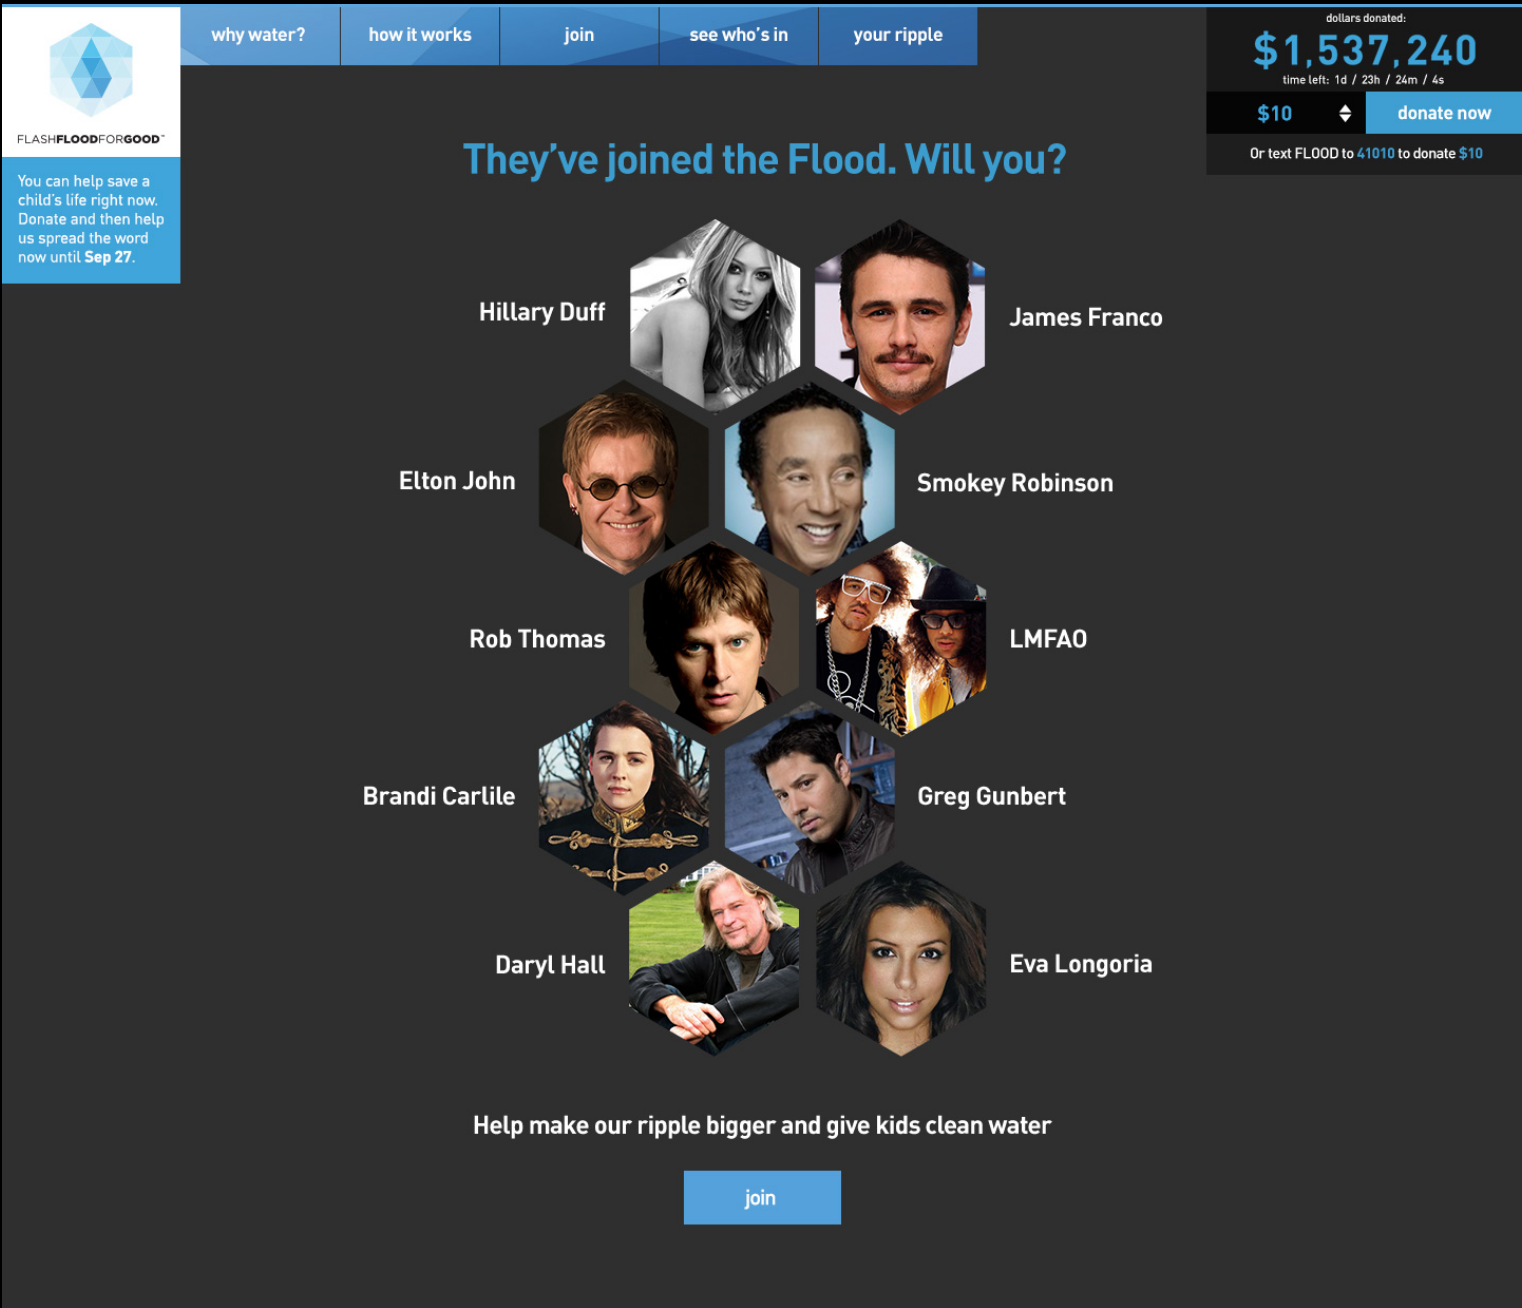 why water?
how it works
join
see who's in
your ripple
dollars donated:
$1,537,240
time left: 1d / 23h / 24m / 4s
$10
donate now
Or text FLOOD to 41010 to donate $10
FLASHFLOODFORGOOD™
You can help save a
child's life right now.
Donate and then help
us spread the word
now until Sep 27.
They've joined the Flood. Will you?
Hillary Duff
James Franco
Elton John
Smokey Robinson
Rob Thomas
LMFAO
Brandi Carlile
Greg Gunbert
Daryl Hall
Eva Longoria
Help make our ripple bigger and give kids clean water
join